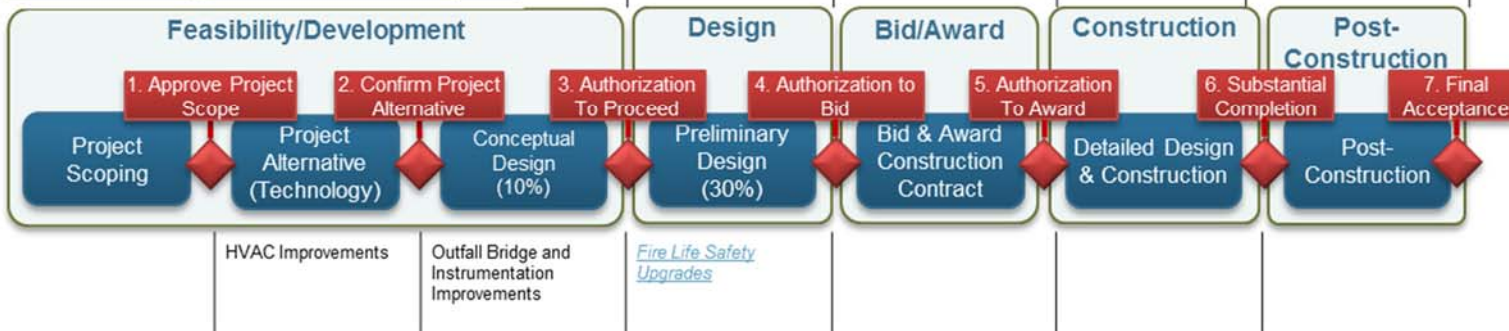 Feasibility/Development
Design
Bid/Award
Construction
Post-
Construction
1. Approve Project
Scope
2. Confirm Project
Alternative
3. Authorization
To Proceed
4. Authorization to
Bid
5. Authorization
To Award
6. Substantial
Completion
7. Final
Acceptance
Project
Scoping
Project
Alternative
(Technology)
Conceptual
Design
(10%)
Preliminary
Design
(30%)
Bid & Award
Construction
Contract
Detailed Design
& Construction
Post-
Construction
HVAC Improvements
Outfall Bridge and
Instrumentation
Improvements
Fire Life Safety
Upgrades